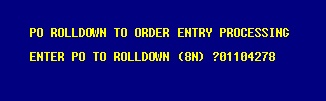 PO ROLLDOWN TO ORDER ENTRY PROCESSING
ENTER PO TO ROLLDOWN (8N) ?01104278